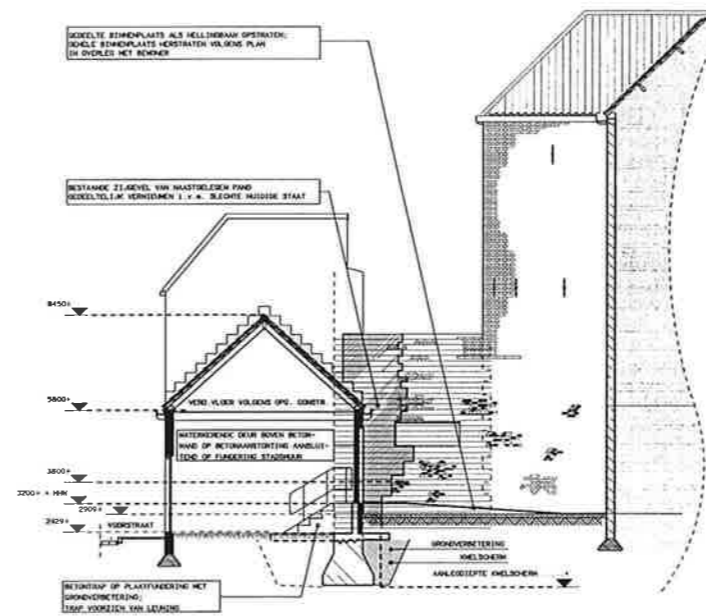 GEDEELTE BINNENPLAATS ALS HELLINGBAAN OPSTRATEN;
GEHELE BINNENPLAATS HERSTRATEN VOLGENS PLAN
IN OVERLEG MET BEWONER
BESTAANDE ZIJGEVEL VAN NAASTGELEGEN PAND
GEDEELTELIJK VERNIEUWEN I.V.M. SLECHTE HUIDIGE STAAT
8450+
5800+
VERD.VLOER VOLGENS OPG. CONSTR.
WATERKERENDE DEUR BOVEN BETON-
WAND OP BETONAANSTORTING AANSLUI-
TEND OP FUNDERING STADSMUUR
3800+
3200+ = HHW
2909+
2429+
VOORSTRAAT
GRONDVERBETERING
KWELSCHERM
AANLEGDIEPTE KWELSCHERM
BETONTRAP OP PLAATFUNDERING MET
GRONDVERBETERING;
TRAP VOORZIEN VAN LEUNING